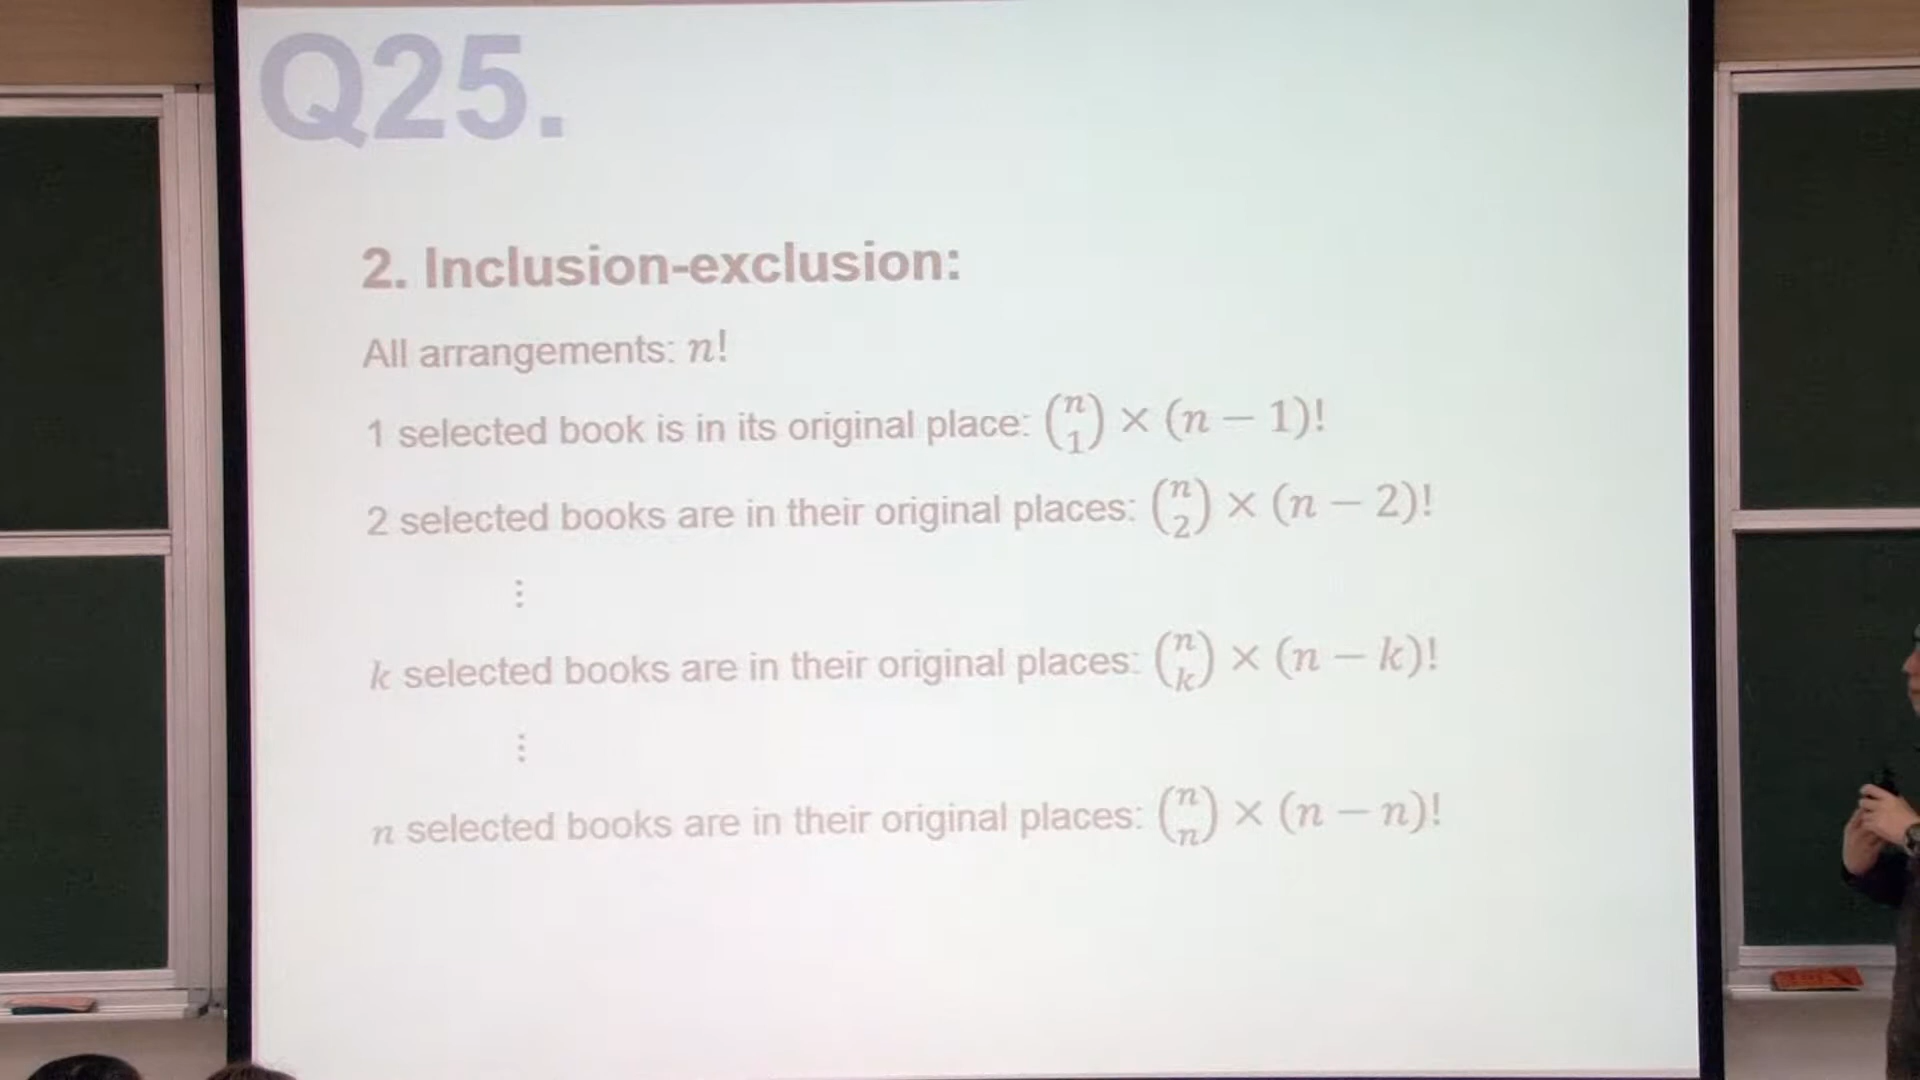 Q25.
2. Inclusion-exclusion:
All arrangements: n!
1 selected book is in its original place: (n 1) × (n − 1)!
2 selected books are in their original places: (n 2) × (n − 2)!
⋮
k selected books are in their original places: (n k) × (n − k)!
⋮
n selected books are in their original places: (n n) × (n − n)!